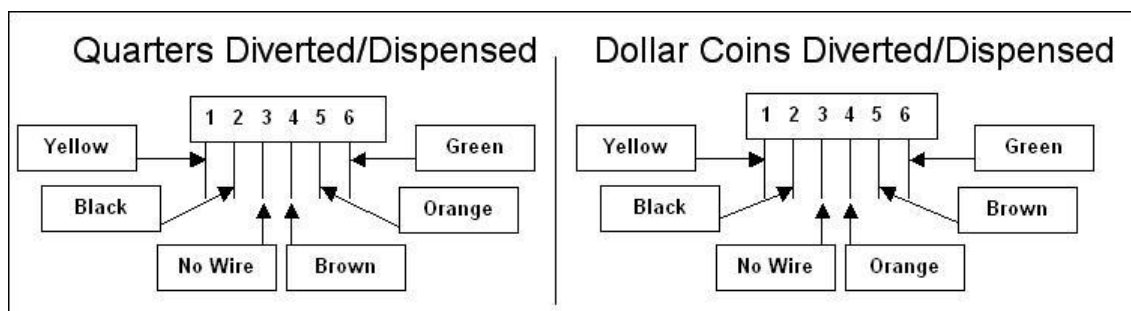 Quarters Diverted/Dispensed
1 2 3 4 5 6
Yellow
Green
Black
Orange
No Wire
Brown
Dollar Coins Diverted/Dispensed
1 2 3 4 5 6
Yellow
Green
Black
Brown
No Wire
Orange